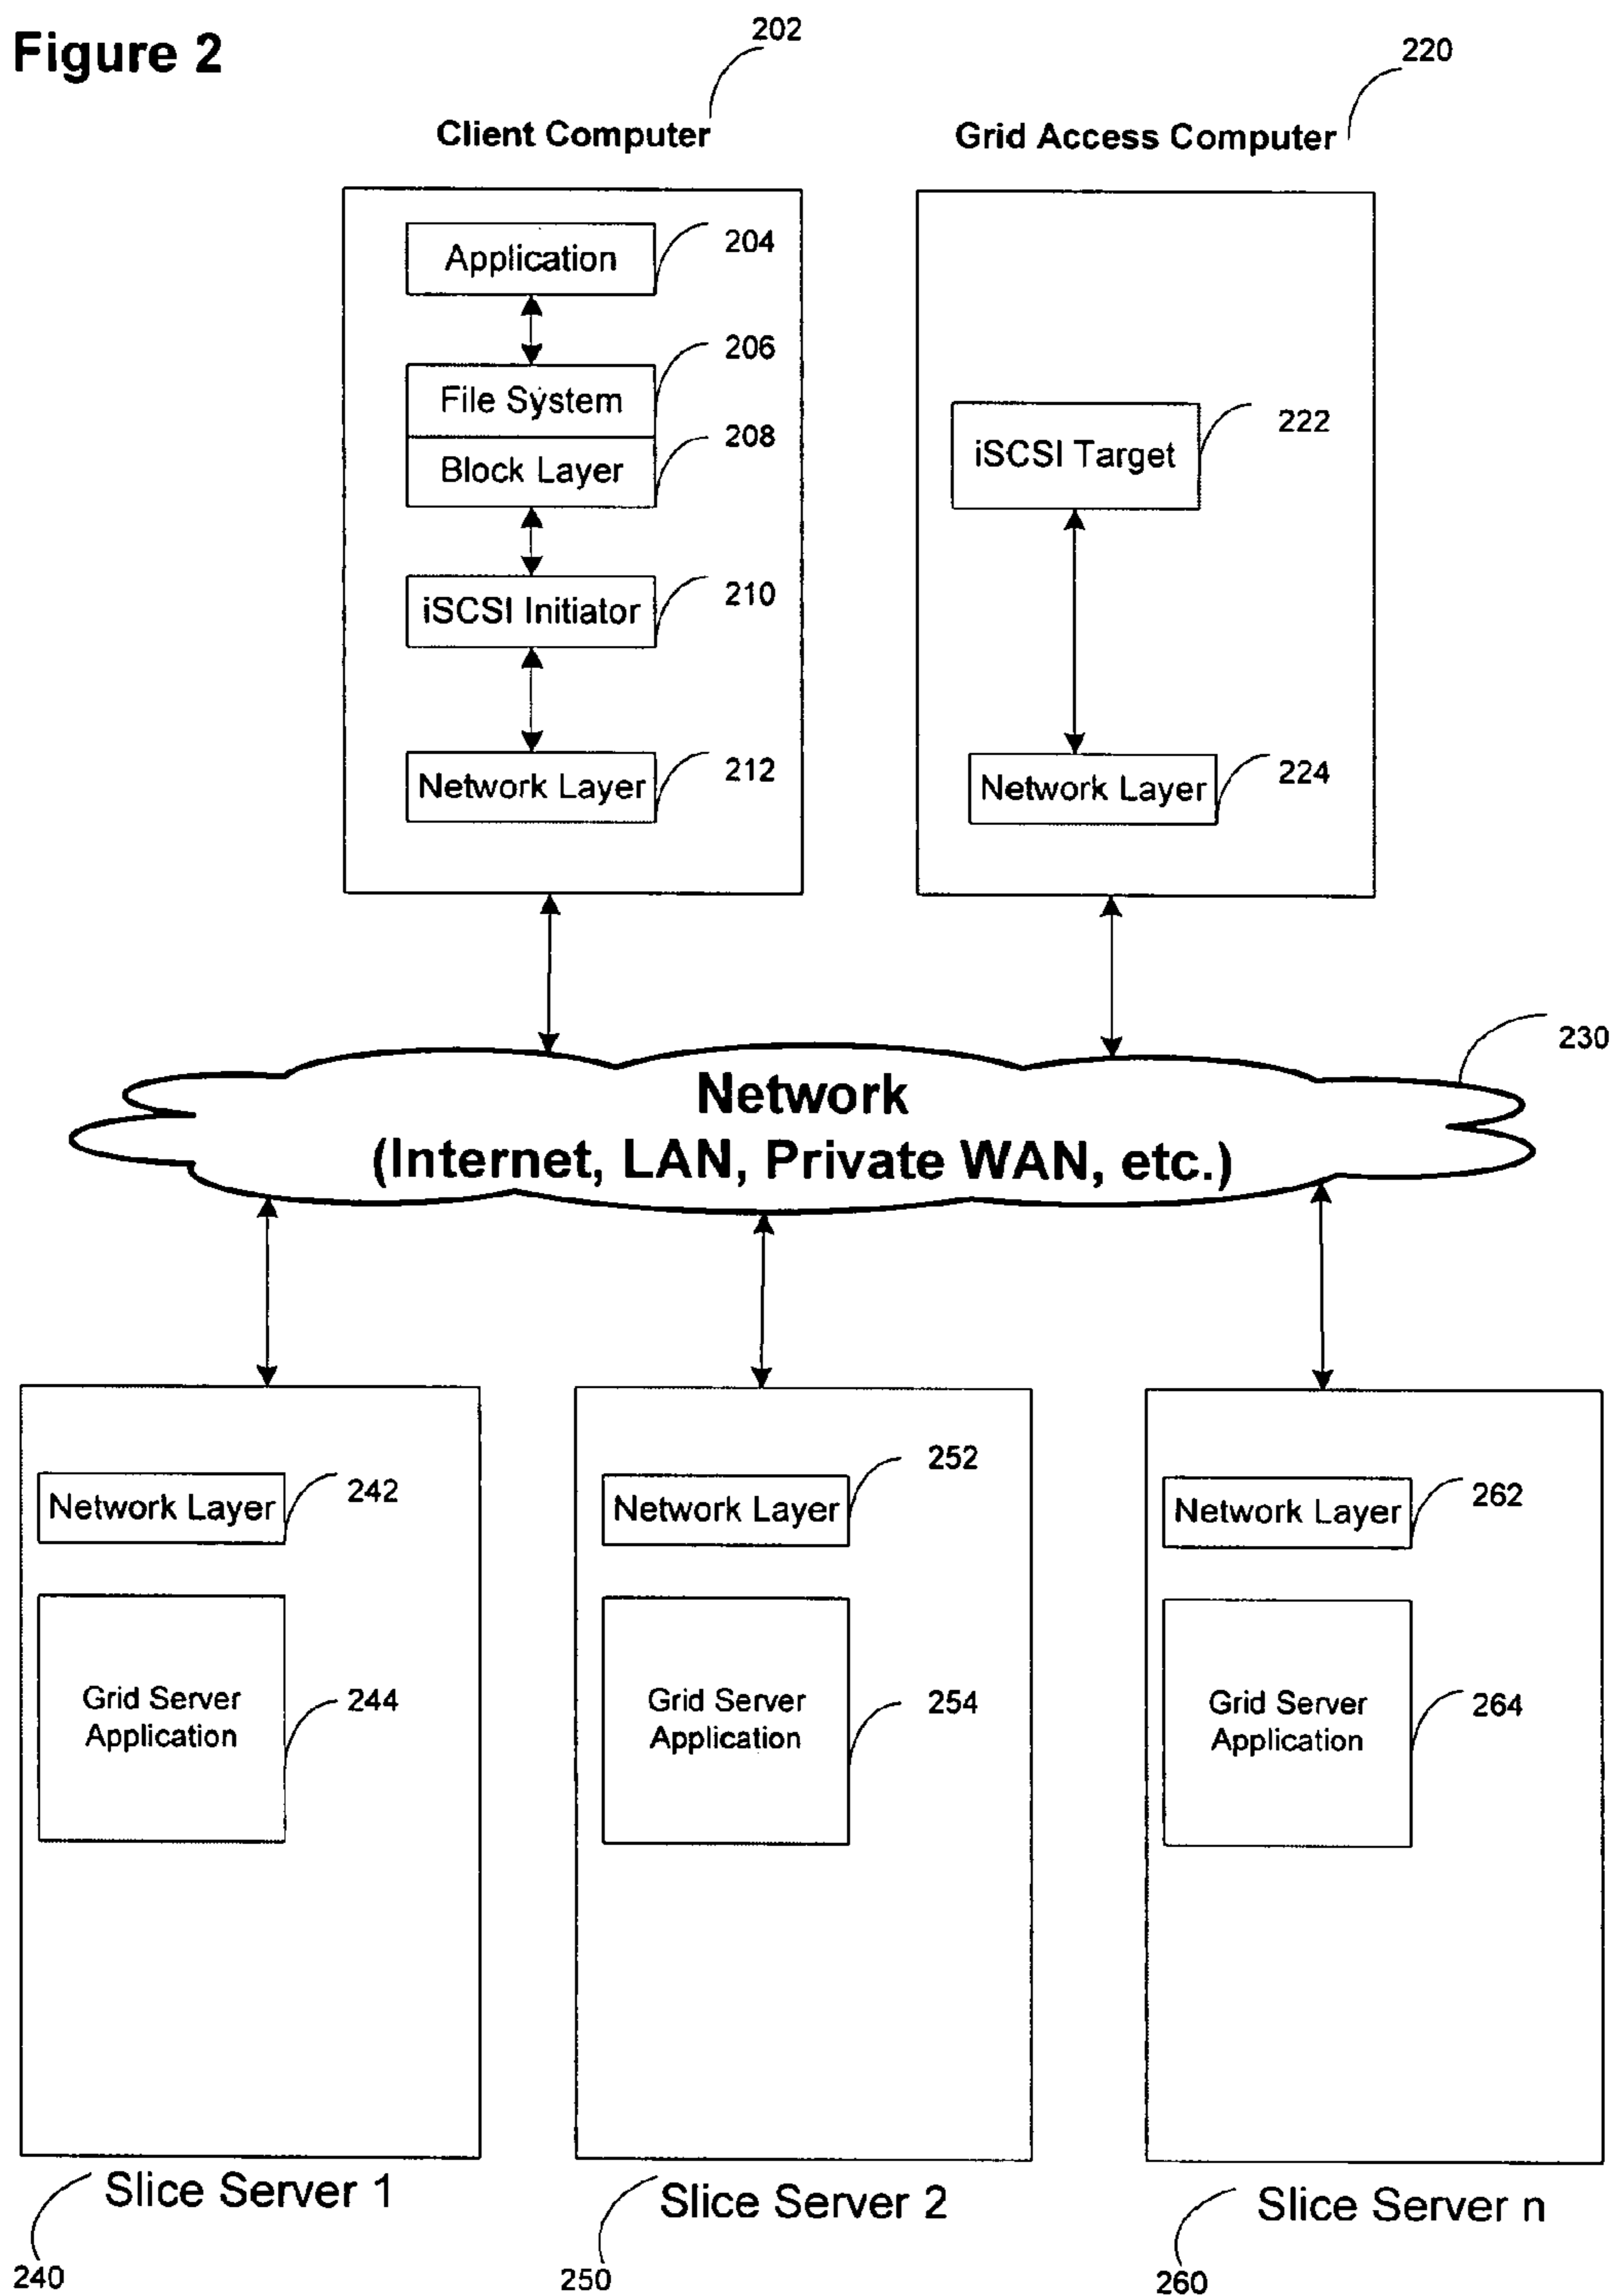 Figure 2
202
220
Client Computer
Grid Access Computer
Application
204
File System
206
Block Layer
208
iSCSI Initiator
210
Network Layer
212
iSCSI Target
222
Network Layer
224
230
Network
(Internet, LAN, Private WAN, etc.)
Network Layer
242
Grid Server
Application
244
Slice Server 1
240
Network Layer
252
Grid Server
Application
254
Slice Server 2
250
Network Layer
262
Grid Server
Application
264
Slice Server n
260